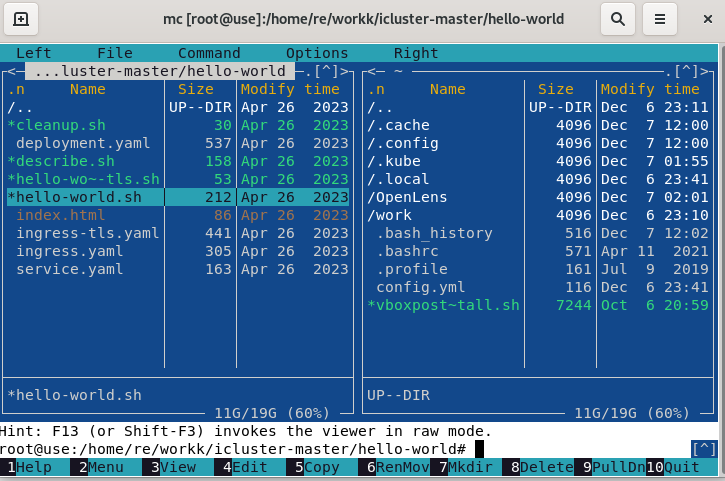 mc [root@use]:/home/re/workk/icluster-master/hello-world
Left File Command Options Right
<─ ...luster-master/hello-world ─.[^]>
.n Name Size Modify time
/.. UP--DIR Apr 26 2023
*cleanup.sh 30 Apr 26 2023
deployment.yaml 537 Apr 26 2023
*describe.sh 158 Apr 26 2023
*hello-wo~-tls.sh 53 Apr 26 2023
*hello-world.sh 212 Apr 26 2023
index.html 86 Apr 26 2023
ingress-tls.yaml 441 Apr 26 2023
ingress.yaml 305 Apr 26 2023
service.yaml 163 Apr 26 2023
*hello-world.sh
11G/19G (60%)
<─ ~ ─.[^]>
.n Name Size Modify time
/.. UP--DIR Dec 6 23:11
/.cache 4096 Dec 7 12:00
/.config 4096 Dec 7 12:00
/.kube 4096 Dec 7 01:55
/.local 4096 Dec 6 23:41
/OpenLens 4096 Dec 7 02:01
/work 4096 Dec 6 23:10
.bash_history 516 Dec 7 12:02
.bashrc 571 Apr 11 2021
.profile 161 Jul 9 2019
config.yml 116 Dec 6 23:41
*vboxpost~tall.sh 7244 Oct 6 20:59
UP--DIR
11G/19G (60%)
Hint: F13 (or Shift-F3) invokes the viewer in raw mode.
root@use:/home/re/workk/icluster-master/hello-world# [^]
1Help 2Menu 3View 4Edit 5Copy 6RenMov 7Mkdir 8Delete 9PullDn 10Quit